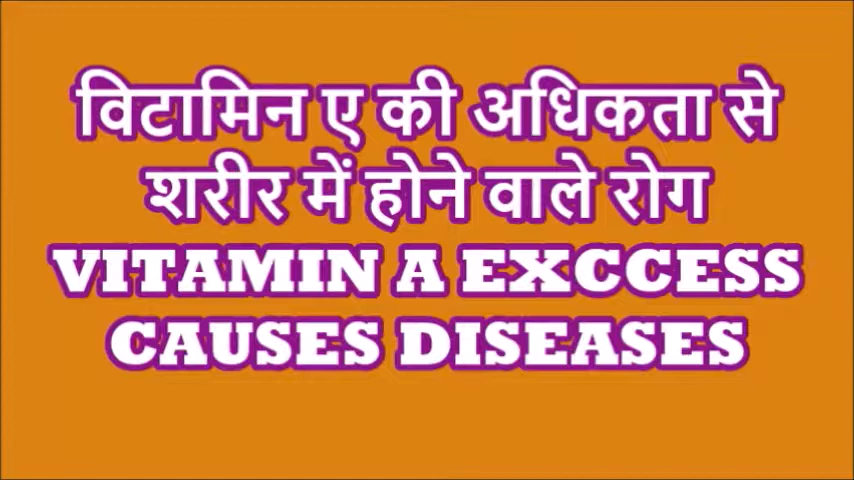 विटामिन ए की अधिकता से
शरीर में होने वाले रोग
VITAMIN A EXCCESS
CAUSES DISEASES